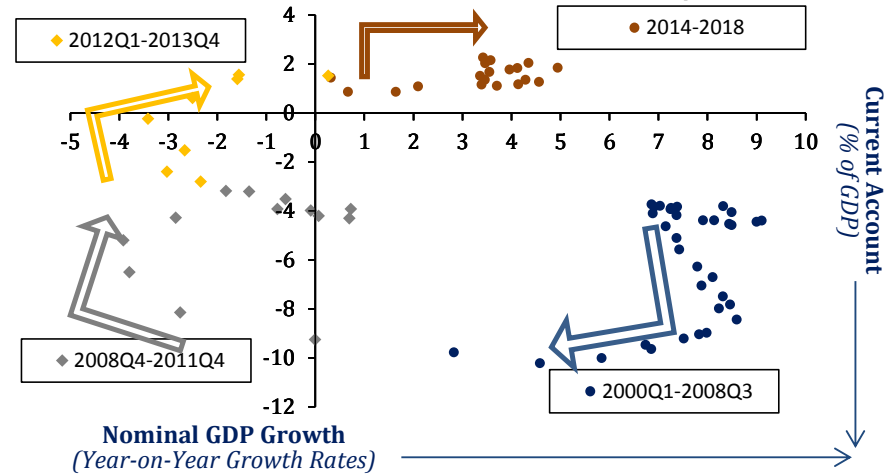 4
2012Q1-2013Q4
2014-2018
2
0
-5 -4 -3 -2 -1 0 1 2 3 4 5 6 7 8 9 10
-2
-4
-6
-8
-10
-12
2008Q4-2011Q4
2000Q1-2008Q3
Current Account
(% of GDP)
Nominal GDP Growth
(Year-on-Year Growth Rates)